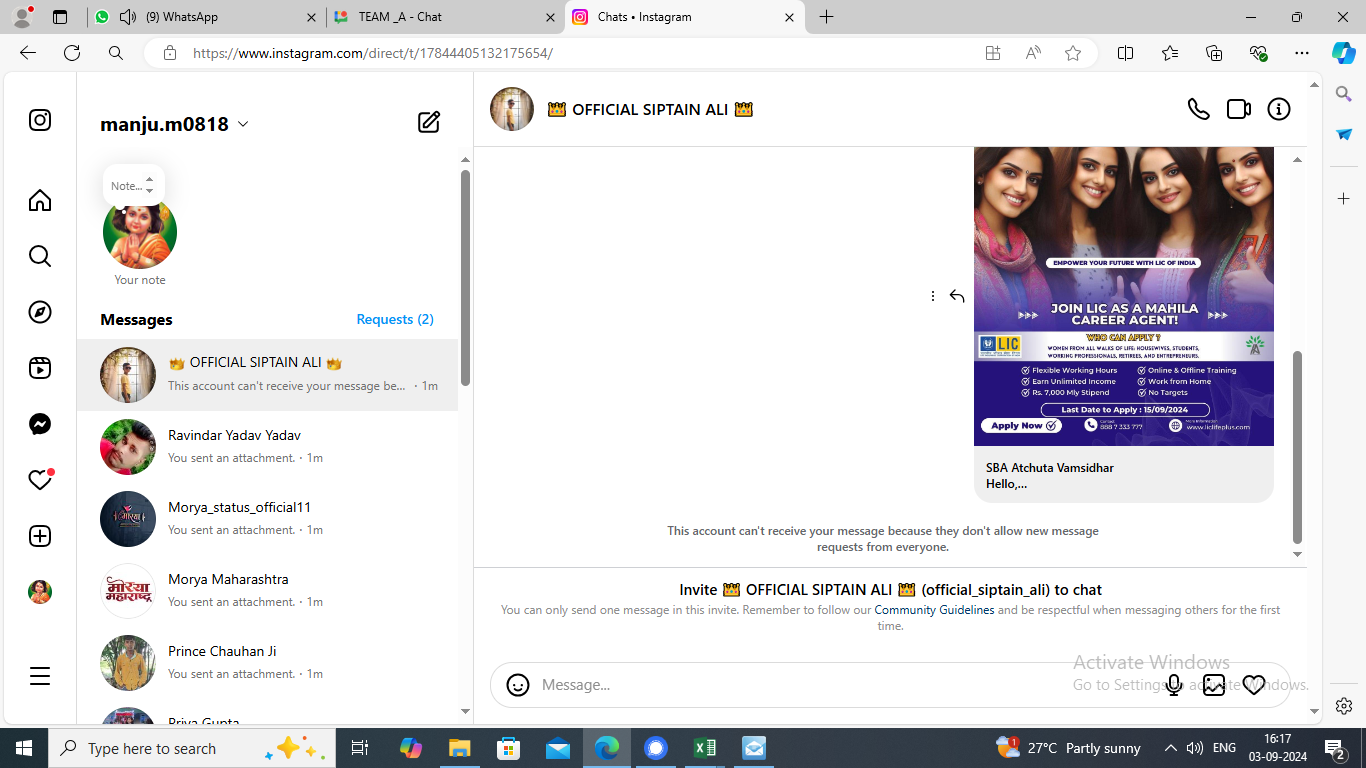 (9) WhatsApp
TEAM _A - Chat
Chats • Instagram
https://www.instagram.com/direct/t/17844405132175654/
manju.m0818
Note...
Your note
Messages
Requests (2)
OFFICIAL SIPTAIN ALI
This account can't receive your message be... · 1m
Ravindar Yadav Yadav
You sent an attachment. · 1m
Morya_status_official11
You sent an attachment. · 1m
Morya Maharashtra
You sent an attachment. · 1m
Prince Chauhan Ji
You sent an attachment. · 1m
Priya Gupta
मोरया
महाराष्ट्र
OFFICIAL SIPTAIN ALI
EMPOWER YOUR FUTURE WITH LIC OF INDIA
JOIN LIC AS A MAHILA
CAREER AGENT!
WHO CAN APPLY ?
LIC
WOMEN FROM ALL WALKS OF LIFE: HOUSEWIVES, STUDENTS,
WORKING PROFESSIONALS, RETIREES, AND ENTREPRENEURS.
Flexible Working Hours
Online & Offline Training
Earn Unlimited Income
Work from Home
Rs. 7,000 Mly Stipend
No Targets
Last Date to Apply : 15/09/2024
Apply Now
Contact
888 7 333 777
More Information
www.liclifeplus.com
SBA Atchuta Vamsidhar
Hello,...
This account can't receive your message because they don't allow new message
requests from everyone.
Invite OFFICIAL SIPTAIN ALI (official_siptain_ali) to chat
You can only send one message in this invite. Remember to follow our Community Guidelines and be respectful when messaging others for the first
time.
Message...
Activate Windows
Go to Settings to activate Windows.
Type here to search
1
27°C Partly sunny
ENG
16:17
03-09-2024
2